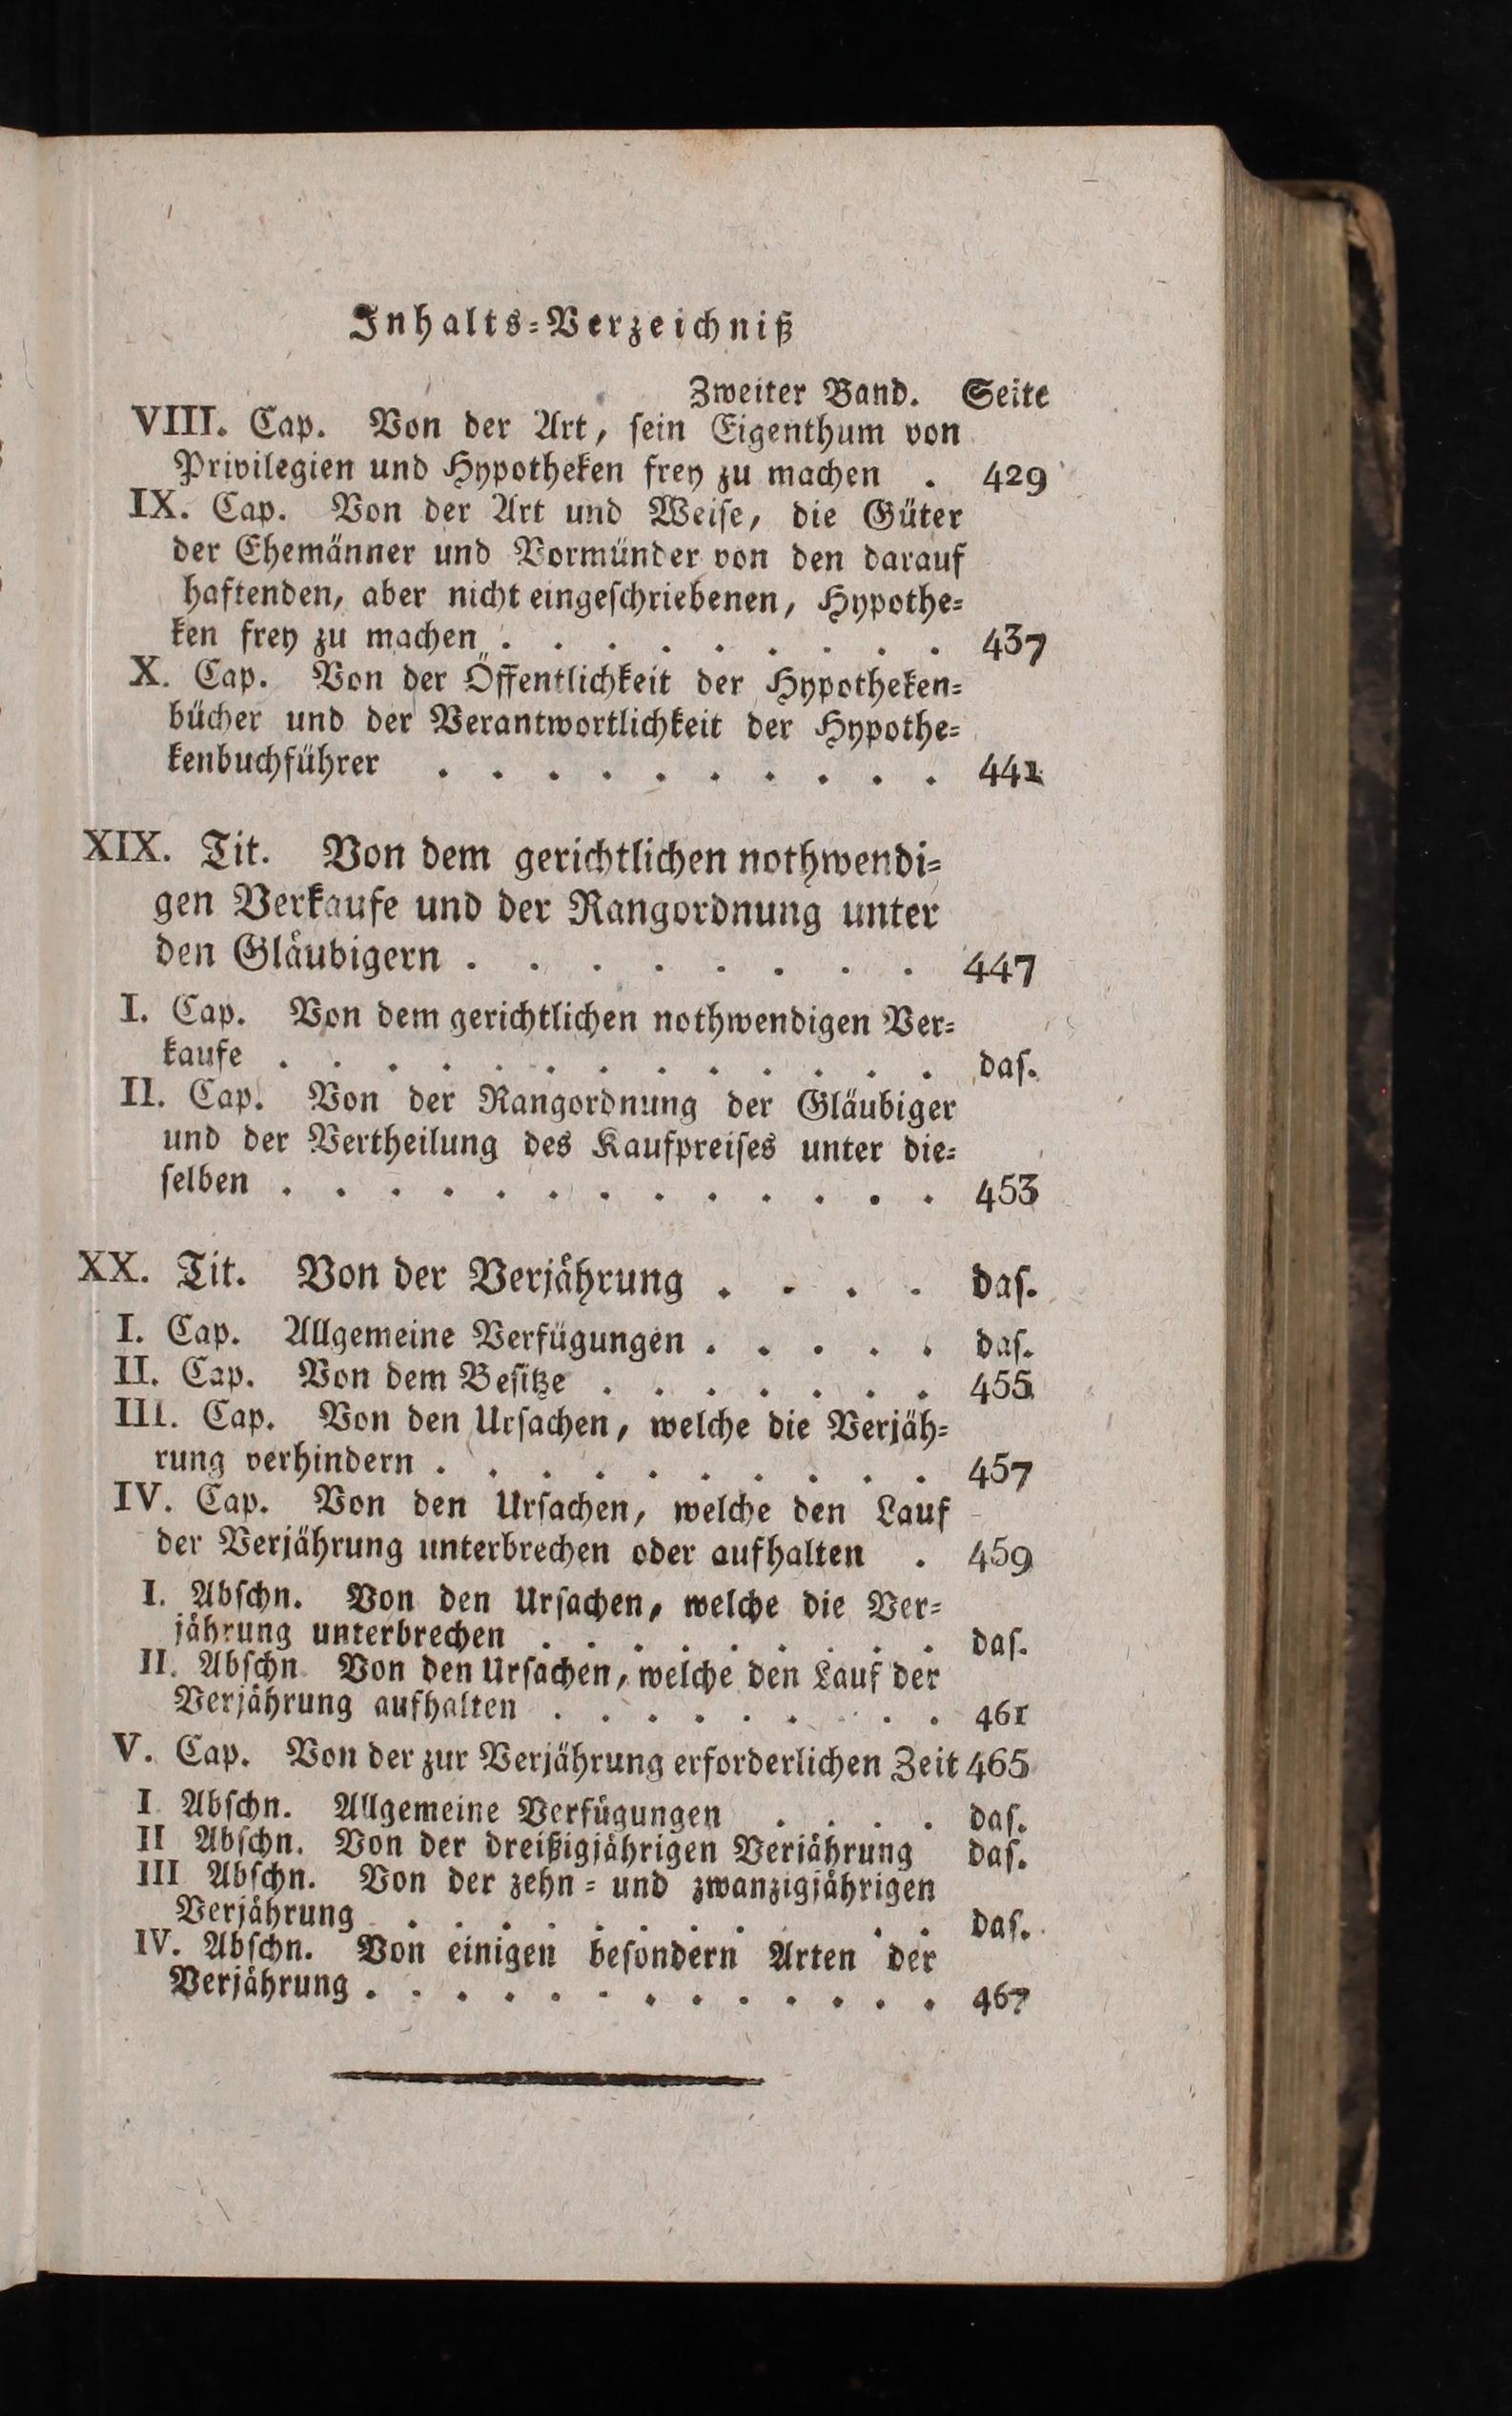 Inhalts-Verzeichniß
Zweiter Band. Seite
VIII. Cap. Von der Art, sein Eigenthum von
Privilegien und Hypotheken frey zu machen . 429
IX. Cap. Von der Art und Weise, die Güter
der Ehemänner und Vormünder von den darauf
haftenden, aber nicht eingeschriebenen, Hypothe-
ken frey zu machen . . . . . . . . . 437
X. Cap. Von der Öffentlichkeit der Hypotheken-
bücher und der Verantwortlichkeit der Hypothe-
kenbuchführer . . . . . . . . . . 441
XIX. Tit. Von dem gerichtlichen nothwendi-
gen Verkaufe und der Rangordnung unter
den Gläubigern . . . . . . . . 447
I. Cap. Von dem gerichtlichen nothwendigen Ver-
kaufe . . . . . . . . . . . . . das.
II. Cap. Von der Rangordnung der Gläubiger
und der Vertheilung des Kaufpreises unter die-
selben . . . . . . . . . . . . . 453
XX. Tit. Von der Verjährung . . . . das.
I. Cap. Allgemeine Verfügungen . . . . . das.
II. Cap. Von dem Besitze . . . . . . . 455
III. Cap. Von den Ursachen, welche die Verjäh-
rung verhindern . . . . . . . . . . 457
IV. Cap. Von den Ursachen, welche den Lauf
der Verjährung unterbrechen oder aufhalten . 459
I. Abschn. Von den Ursachen, welche die Ver-
jährung unterbrechen . . . . . . . . . das.
II. Abschn. Von den Ursachen, welche den Lauf der
Verjährung aufhalten . . . . . . . . . 461
V. Cap. Von der zur Verjährung erforderlichen Zeit 465
I Abschn. Allgemeine Verfügungen . . . . das.
II Abschn. Von der dreißigjährigen Verjährung das.
III Abschn. Von der zehn- und zwanzigjährigen
Verjährung . . . . . . . . . . . . das.
IV. Abschn. Von einigen besondern Arten der
Verjährung . . . . . . . . . . . . . 467